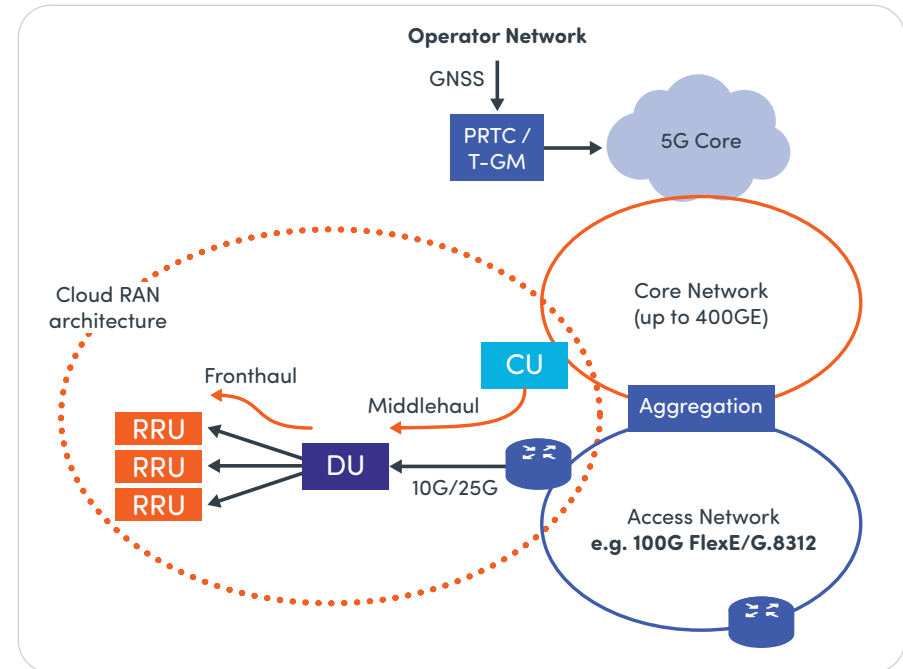 Operator Network
GNSS
PRTC /
T-GM
5G Core
Cloud RAN
architecture
Core Network
(up to 400GE)
CU
Fronthaul
Middlehaul
Aggregation
RRU
RRU
RRU
DU
10G/25G
Access Network
e.g. 100G FlexE/G.8312